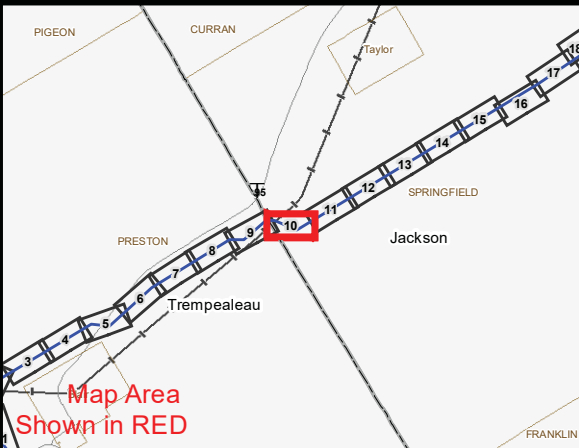 PIGEON
CURRAN
Taylor
18
17
16
15
14
13
12
11
10
9
8
7
6
5
4
3
1
95
SPRINGFIELD
PRESTON
Jackson
Trempealeau
Map Area
Shown in RED
FRANKLIN